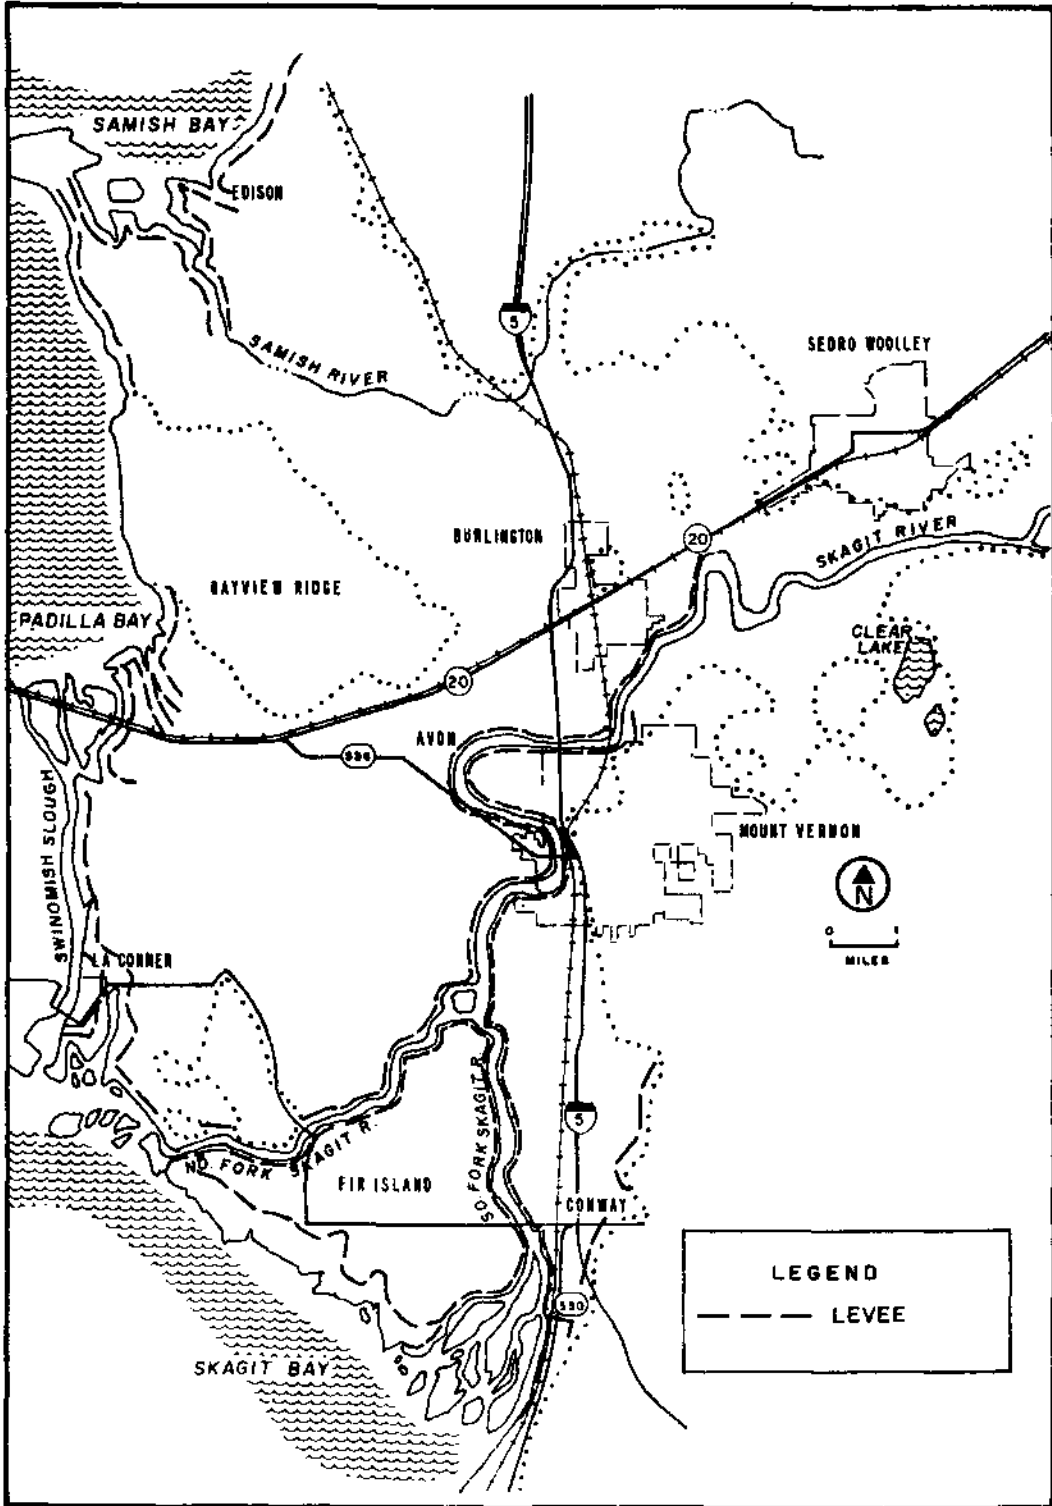 SAMISH BAY
EDISON
5
SAMISH RIVER
SEDRO WOOLLEY
BURLINGTON
20
SKAGIT RIVER
BAYVIEW RIDGE
PADILLA BAY
CLEAR
LAKE
20
AVON
536
SWINOMISH SLOUGH
MOUNT VERNON
N
0 1
MILES
LA CONNER
SO. FORK SKAGIT R.
5
NO. FORK SKAGIT R.
FIR ISLAND
CONWAY
LEGEND
LEVEE
530
SKAGIT BAY